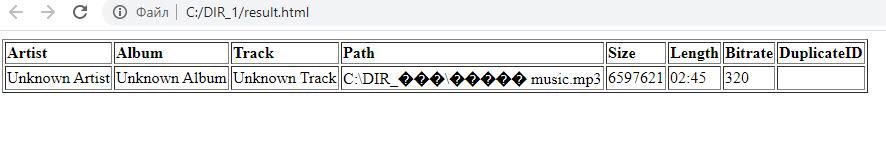 Файл | C:/DIR_1/result.html
Artist Album Track Path Size Length Bitrate DuplicateID
Unknown Artist Unknown Album Unknown Track C:\DIR_���\����� music.mp3 6597621 02:45 320